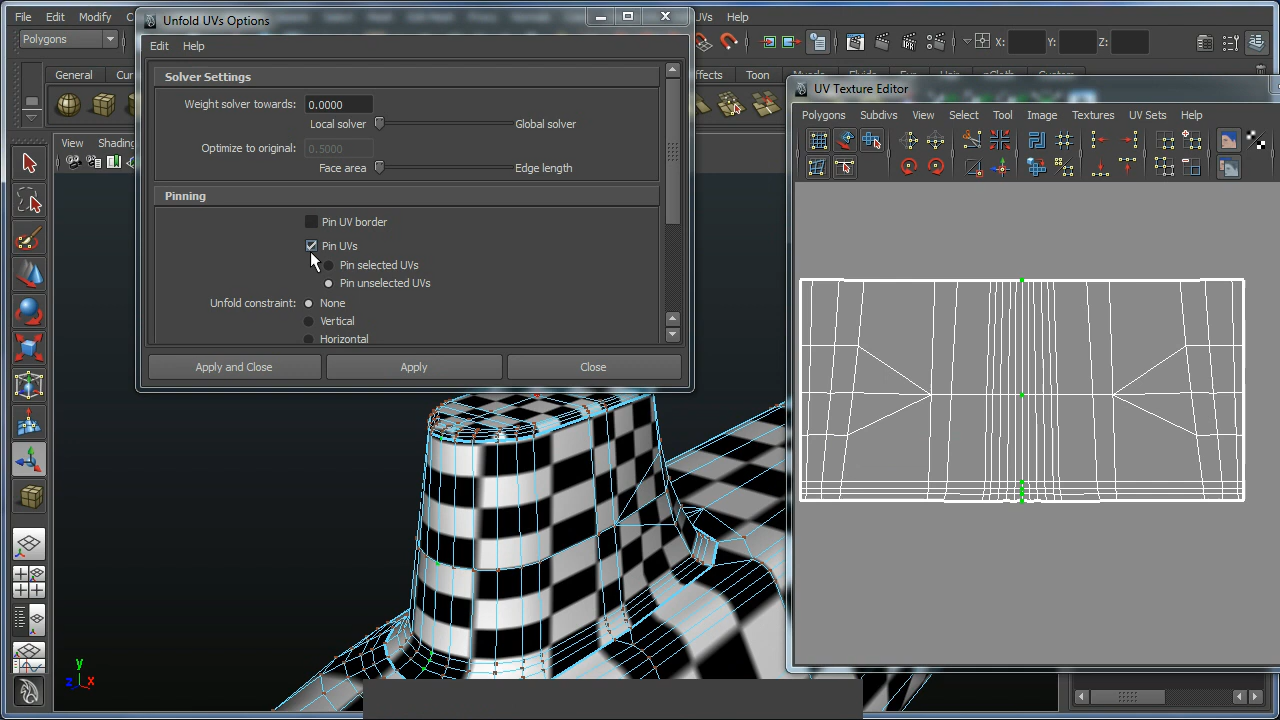 File Edit Modify
Unfold UVs Options
UVs Help
Polygons
Edit Help
X: Y: Z:
General
Toon
Custom
Solver Settings
UV Texture Editor
Weight solver towards: 0.0000
Local solver Global solver
Polygons Subdivs View Select Tool Image Textures UV Sets Help
View Shading
Optimize to original: 0.5000
Face area Edge length
Pinning
Pin UV border
Pin UVs
Pin selected UVs
Pin unselected UVs
Unfold constraint: None
Vertical
Horizontal
Apply and Close Apply Close
y
z x